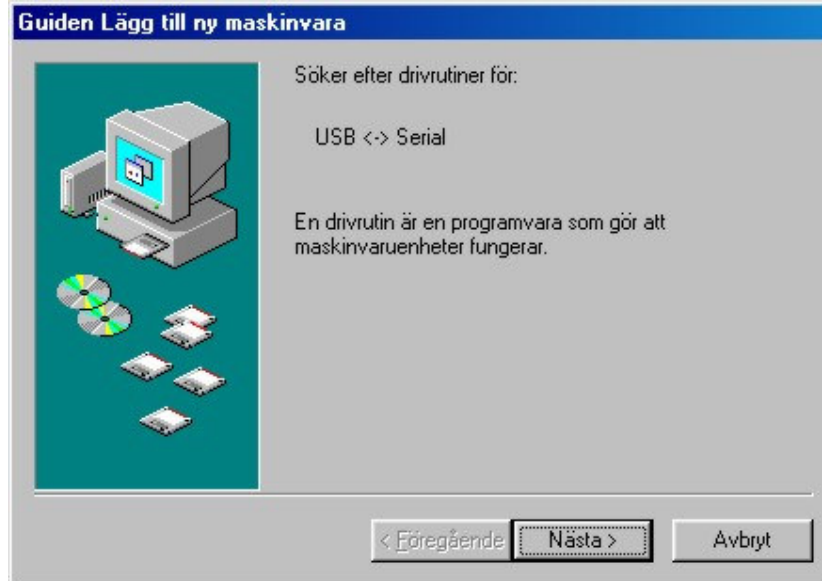 Guiden Lägg till ny maskinvara
Söker efter drivrutiner för:
USB <-> Serial
En drivrutin är en programvara som gör att
maskinvaruenheter fungerar.
< Föregående
Nästa >
Avbryt